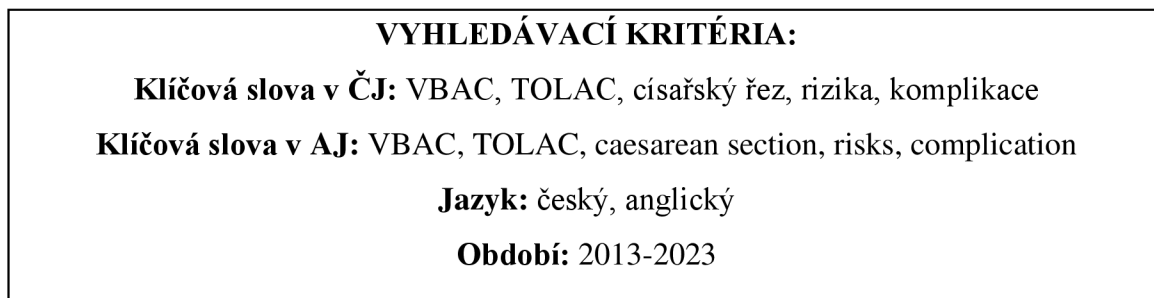 VYHLEDÁVACÍ KRITÉRIA:
Klíčová slova v ČJ: VBAC, TOLAC, císařský řez, rizika, komplikace
Klíčová slova v AJ: VBAC, TOLAC, caesarean section, risks, complication
Jazyk: český, anglický
Období: 2013-2023